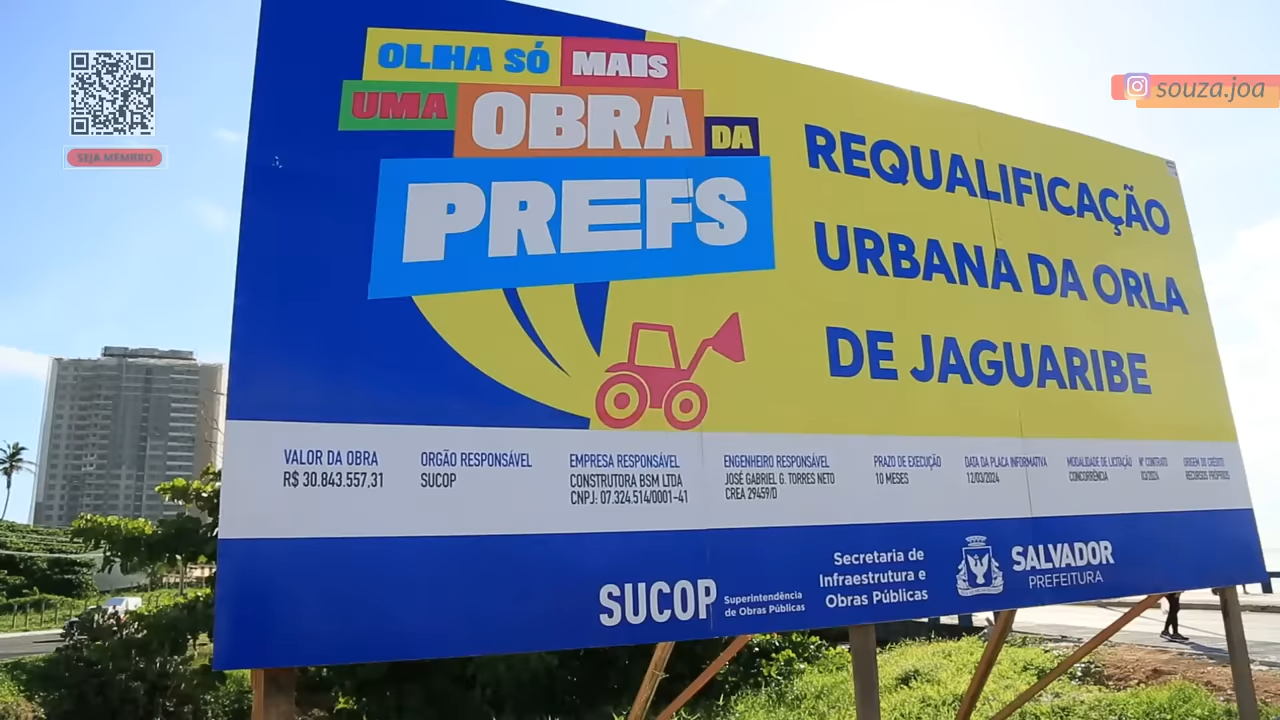 SEJA MEMBRO
souza.joa
OLHA SÓ MAIS
UMA OBRA DA
PREFS
REQUALIFICAÇÃO
URBANA DA ORLA
DE JAGUARIBE
VALOR DA OBRA
R$ 30.843.557,31
ORGÃO RESPONSÁVEL
SUCOP
EMPRESA RESPONSÁVEL
CONSTRUTORA BSM LTDA
CNPJ: 07.324.514/0001-41
ENGENHEIRO RESPONSÁVEL
JOSÉ GABRIEL G. TORRES NETO
CREA 29459/D
PRAZO DE EXECUÇÃO
10 MESES
DATA DA PLACA INFORMATIVA
12/03/2024
MODALIDADE DE LICITAÇÃO
CONCORRÊNCIA
Nº CONTRATO
03/2024
ORIGEM DO CRÉDITO
RECURSOS PRÓPRIOS
SUCOP
Superintendência
de Obras Públicas
Secretaria de
Infraestrutura e
Obras Públicas
SALVADOR
PREFEITURA